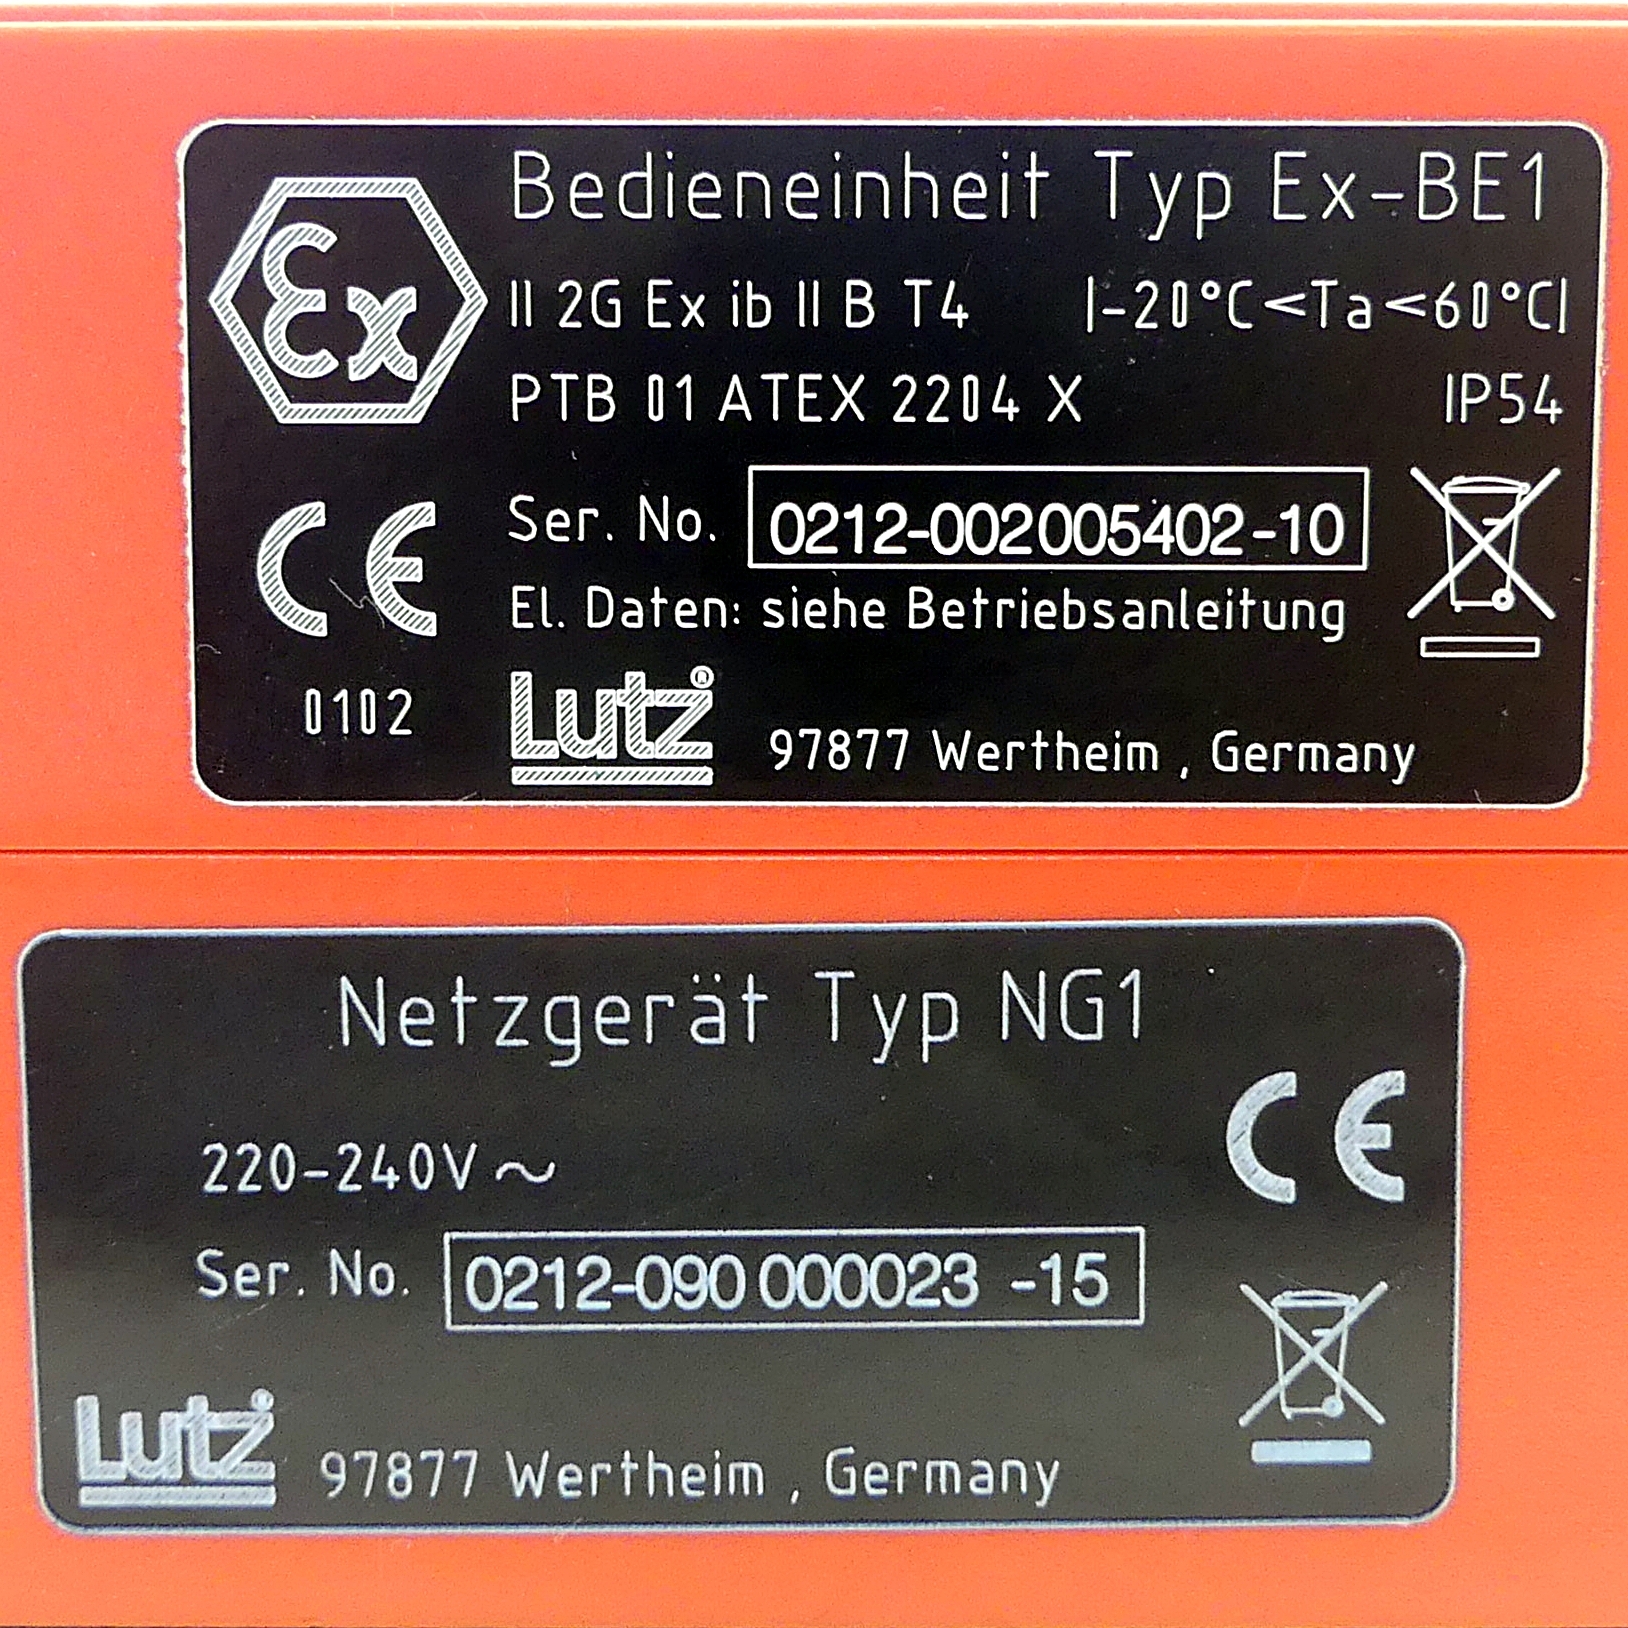 Bedieneinheit Typ Ex-BE1
Ex
II 2G Ex ib II B T4 |-20°C<Ta<60°C|
PTB 01 ATEX 2204 X IP54
CE
Ser. No. 0212-002005402-10
El. Daten: siehe Betriebsanleitung
0102
Lutz®
97877 Wertheim, Germany
Netzgerät Typ NG1
CE
220-240V~
Ser. No. 0212-090 000023 -15
Lutz®
97877 Wertheim, Germany